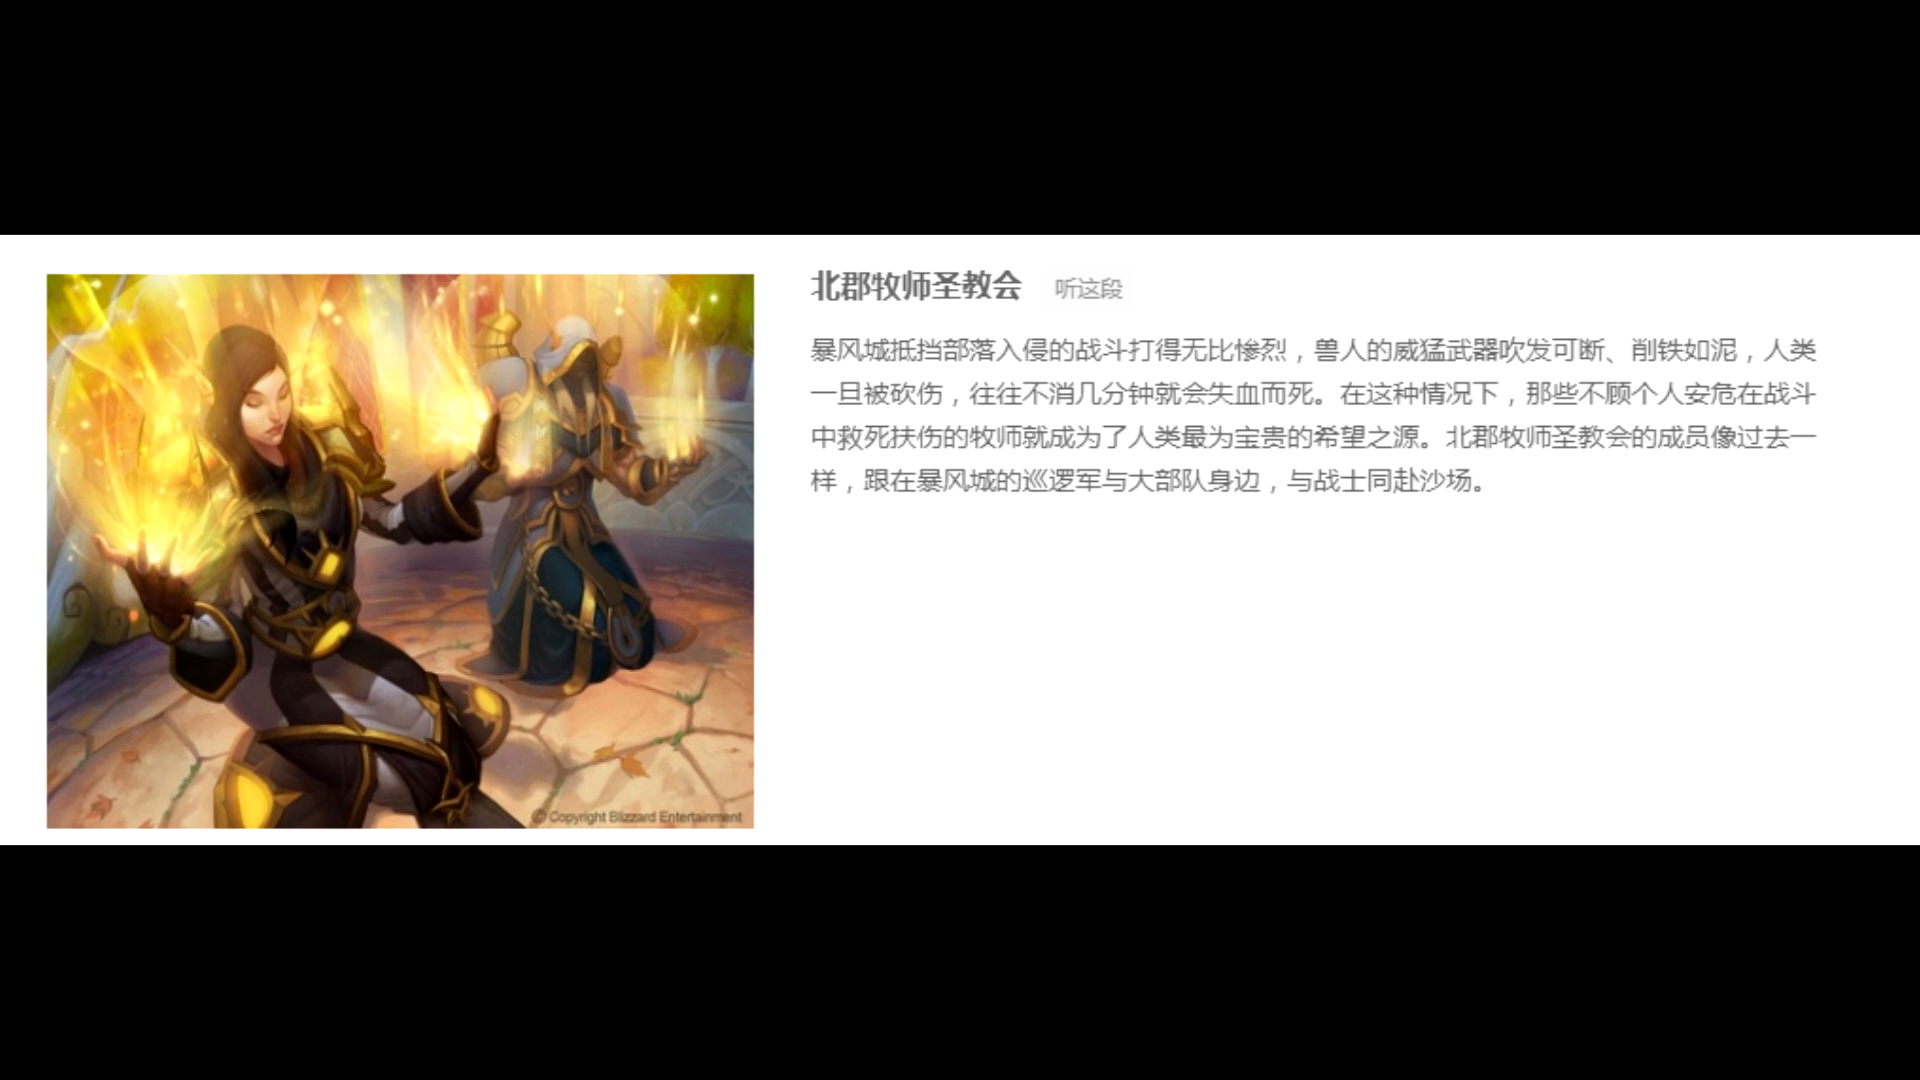 北郡牧师圣教会 听这段
暴风城抵挡部落入侵的战斗打得无比惨烈，兽人的威猛武器吹发可断、削铁如泥，人类
一旦被砍伤，往往不消几分钟就会失血而死。在这种情况下，那些不顾个人安危在战斗
中救死扶伤的牧师就成为了人类最为宝贵的希望之源。北郡牧师圣教会的成员像过去一
样，跟在暴风城的巡逻军与大部队身边，与战士同赴沙场。
© Copyright Blizzard Entertainment